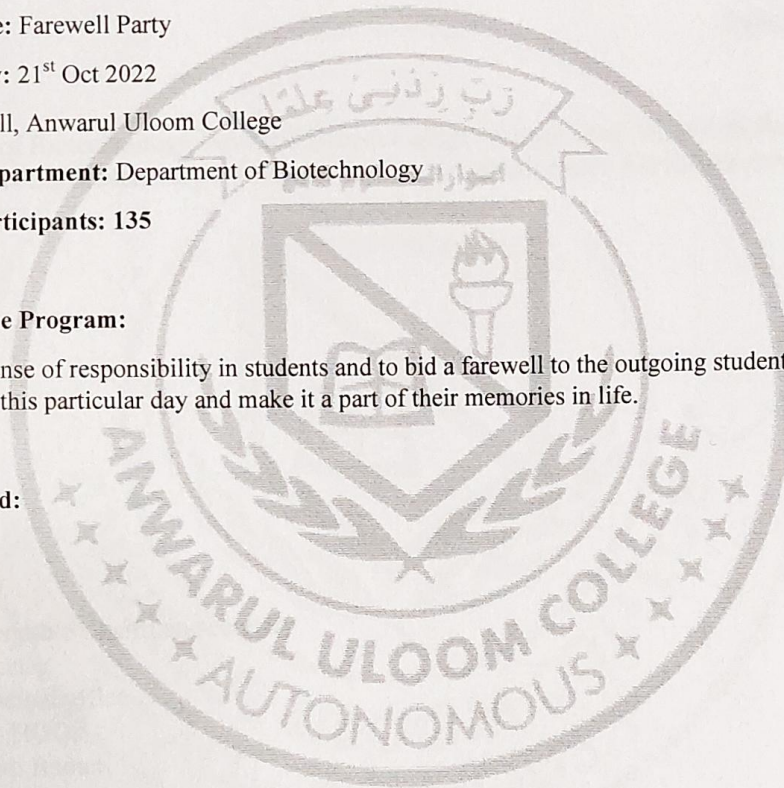 e: Farewell Party
: 21st Oct 2022
ll, Anwarul Uloom College
partment: Department of Biotechnology
rticipants: 135
e Program:
nse of responsibility in students and to bid a farewell to the outgoing student
this particular day and make it a part of their memories in life.
d:
رَبِّ زِدْنِيْ عِلْمًا
ANWARUL ULOOM COLLEGE
AUTONOMOUS